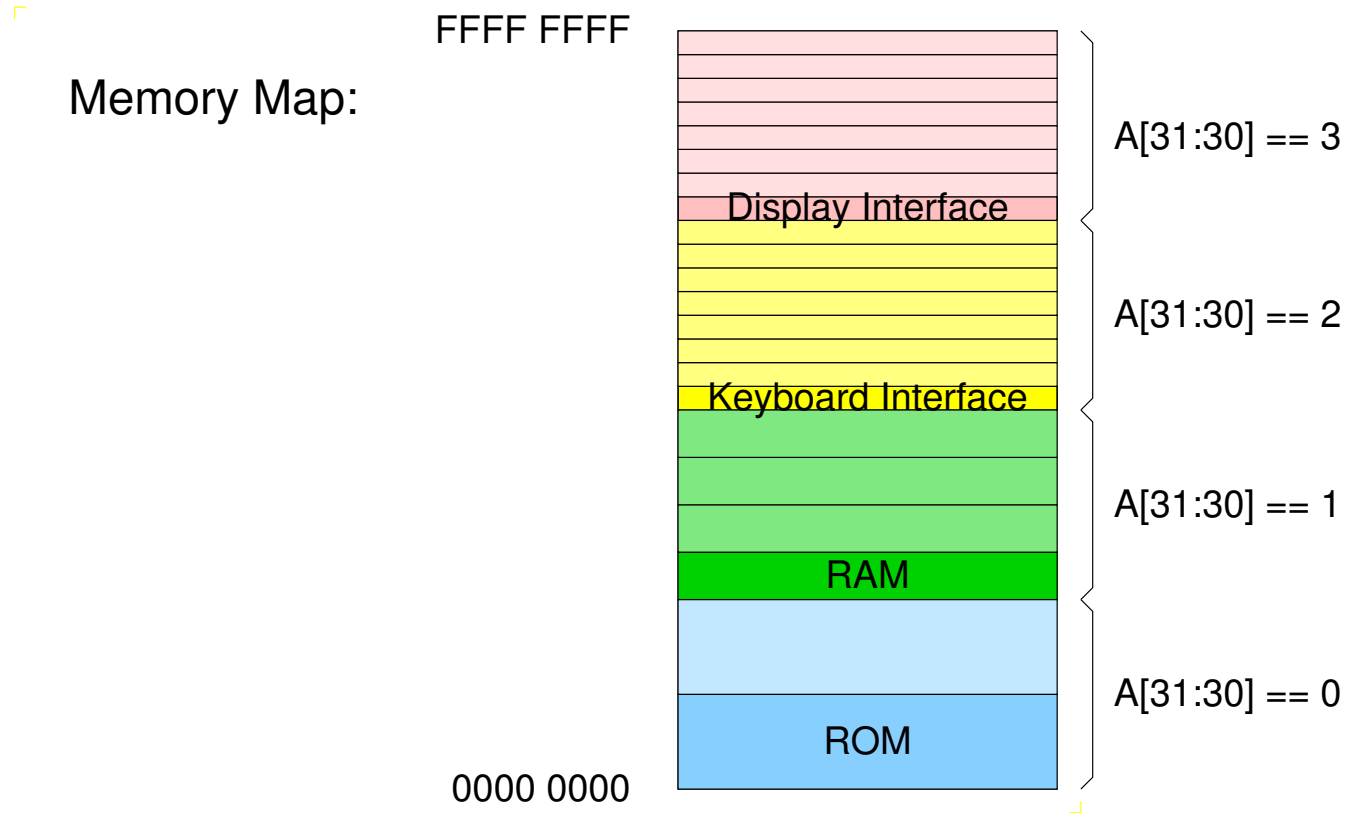 FFFF FFFF
Memory Map:
A[31:30] == 3
Display Interface
A[31:30] == 2
Keyboard Interface
A[31:30] == 1
RAM
A[31:30] == 0
ROM
0000 0000